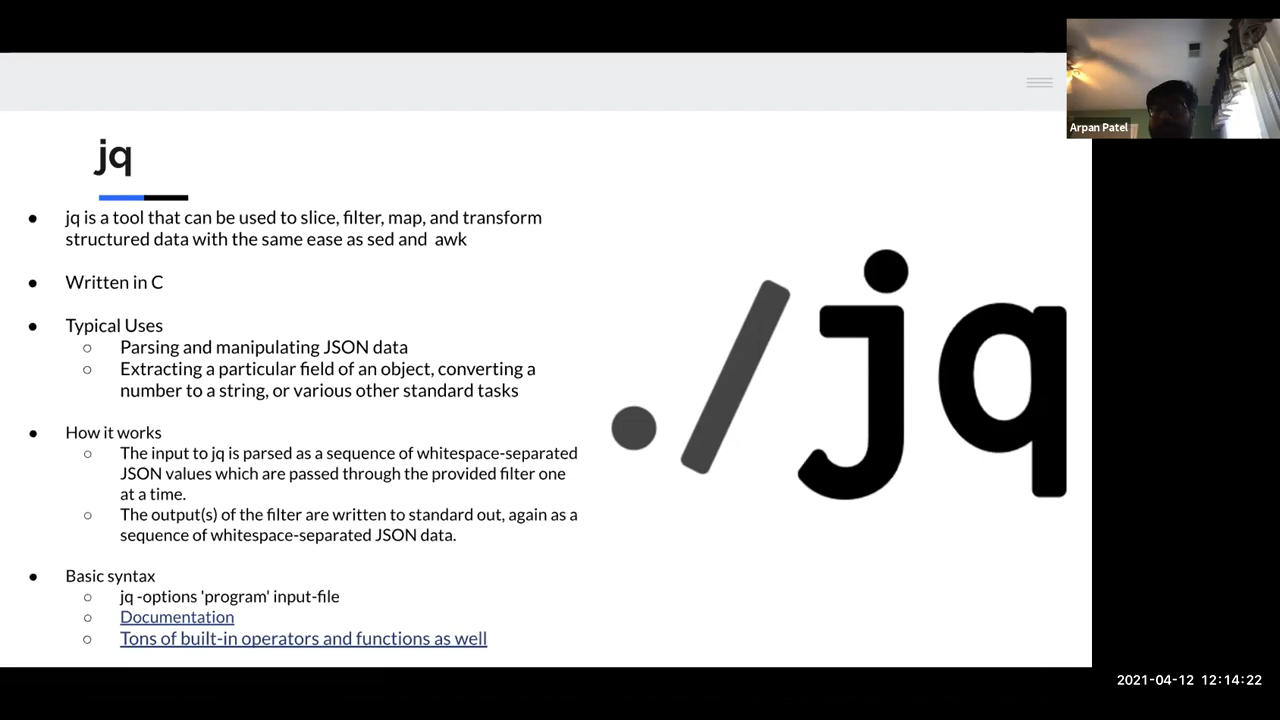 Arpan Patel
jq
● jq is a tool that can be used to slice, filter, map, and transform
structured data with the same ease as sed and  awk
● Written in C
● Typical Uses
○ Parsing and manipulating JSON data
○ Extracting a particular field of an object, converting a
number to a string, or various other standard tasks
● How it works
○ The input to jq is parsed as a sequence of whitespace-separated
JSON values which are passed through the provided filter one
at a time.
○ The output(s) of the filter are written to standard out, again as a
sequence of whitespace-separated JSON data.
● Basic syntax
○ jq -options 'program' input-file
○ Documentation
○ Tons of built-in operators and functions as well
./jq
2021-04-12 12:14:22